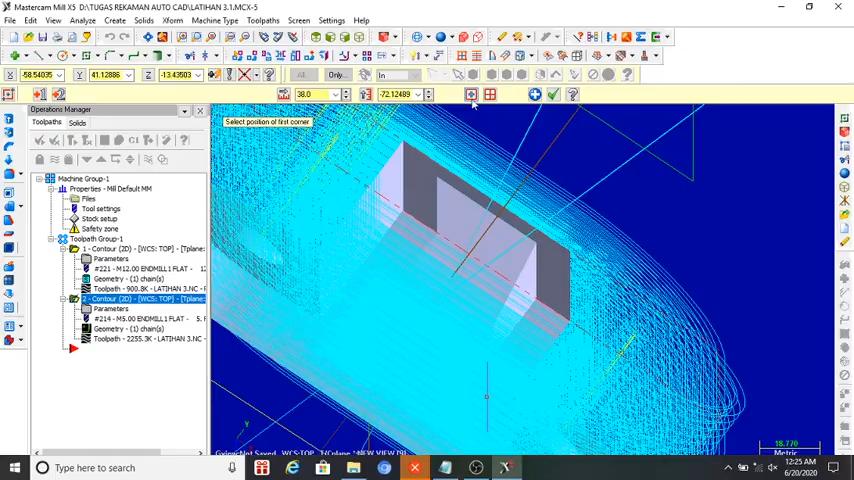 Mastercam Mill X5 D:\TUGAS REKAMAN AUTO CAD\LATIHAN 3.1.MCX-5
File Edit View Analyze Create Solids Xform Machine Type Toolpaths Screen Settings Help
X -58.54035 Y 41.12886 Z -13.43503 All Only... In
38.0 -72.12489
Operations Manager
Toolpaths Solids
Select position of first corner
Machine Group-1
Properties - Mill Default MM
Files
Tool settings
Stock setup
Safety zone
Toolpath Group-1
1 - Contour (2D) - [WCS: TOP] - [Tplane:
Parameters
#221 - M12.00 ENDMILL1 FLAT - 12
Geometry - (1) chain(s)
Toolpath - 900.8K - LATIHAN 3.NC -
2 - Contour (2D) - [WCS: TOP] - [Tplane:
Parameters
#214 - M5.00 ENDMILL1 FLAT - 5.
Geometry - (1) chain(s)
Toolpath - 2255.3K - LATIHAN 3.NC
Y
18.770
Metric
Type here to search
12:25 AM
6/20/2020